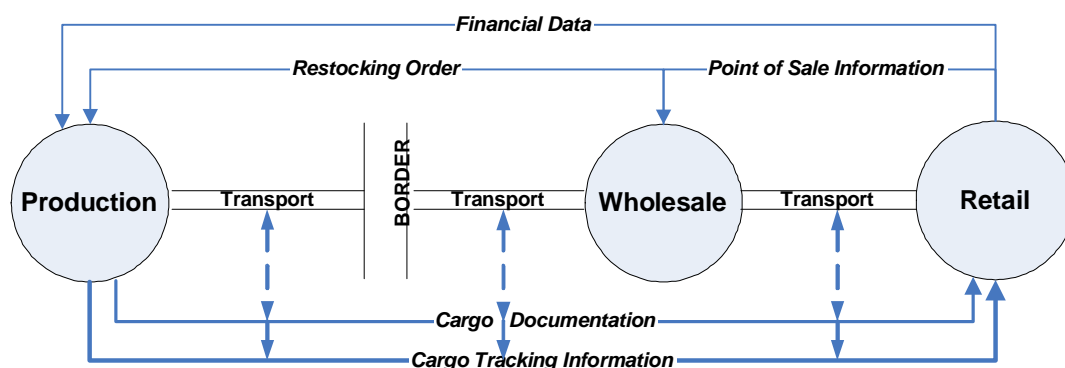 Financial Data
Restocking Order
Point of Sale Information
BORDER
Production
Transport
Transport
Wholesale
Transport
Retail
Cargo Documentation
Cargo Tracking Information